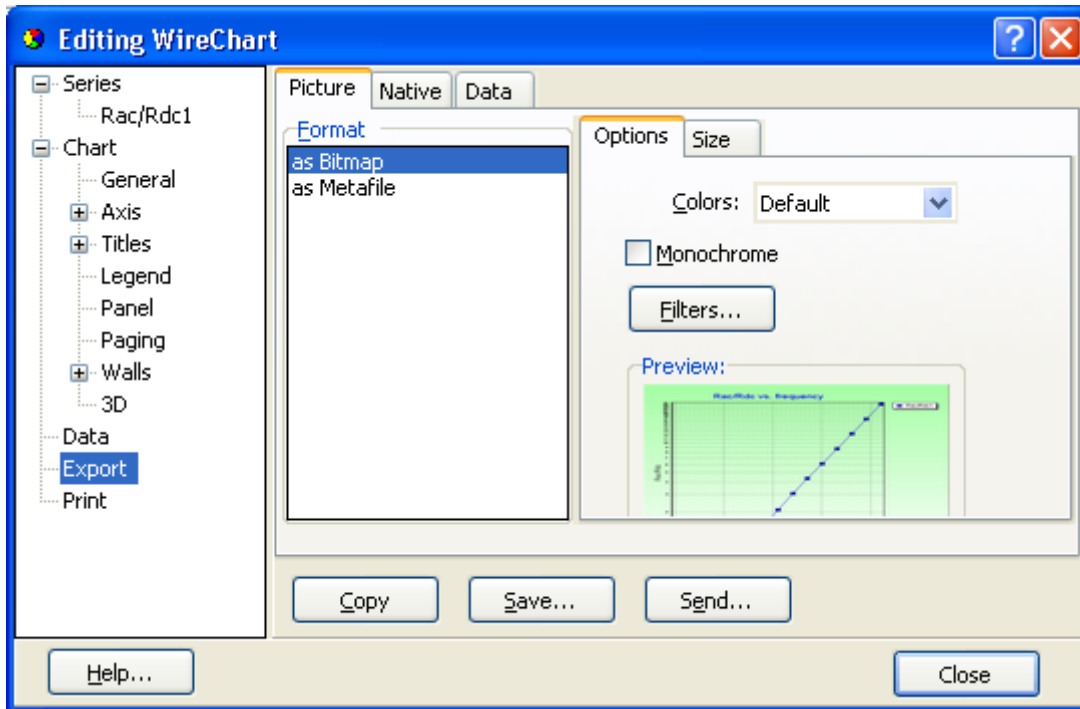 Editing WireChart
Series
Rac/Rdc1
Chart
General
Axis
Titles
Legend
Panel
Paging
Walls
3D
Data
Export
Print
Picture
Native
Data
Format
as Bitmap
as Metafile
Options
Size
Colors: Default
Monochrome
Filters...
Preview:
Rac/Rdc vs. frequency
Copy
Save...
Send...
Help...
Close